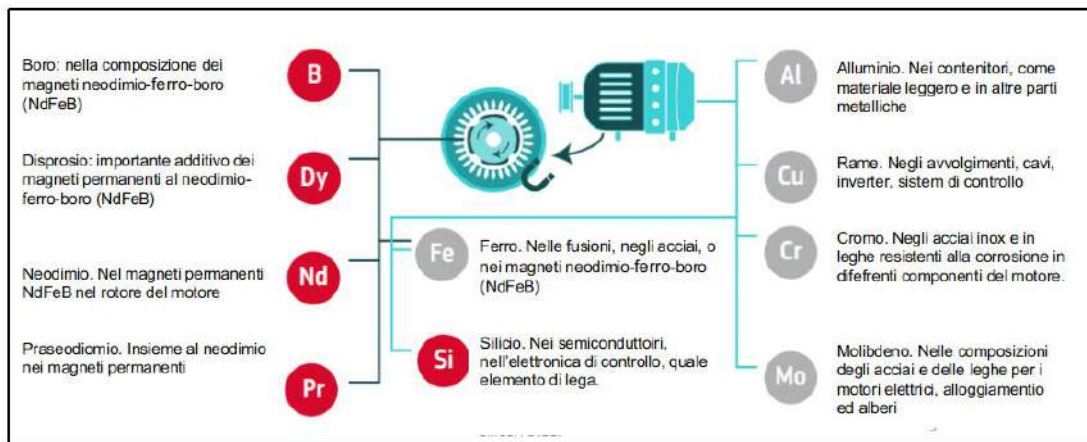 Boro: nella composizione dei
magneti neodimio-ferro-boro
(NdFeB)
B
Disprosio: importante additivo dei
magneti permanenti al neodimio-
ferro-boro (NdFeB)
Dy
Neodimio. Nel magneti permanenti
NdFeB nel rotore del motore
Nd
Praseodiomio. Insieme al neodimio
nei magneti permanenti
Pr
Fe
Ferro. Nelle fusioni, negli acciai, o
nei magneti neodimio-ferro-boro
(NdFeB)
Si
Silicio. Nei semiconduttoiri,
nell'elettronica di controllo, quale
elemento di lega.
Al
Alluminio. Nei contenitori, come
materiale leggero e in altre parti
metalliche
Cu
Rame. Negli avvolgimenti, cavi,
inverter, sistem di controllo
Cr
Cromo. Negli acciai inox e in
leghe resistenti alla corrosione in
difefrenti componenti del motore.
Mo
Molibdeno. Nelle composizioni
degli acciai e delle leghe per i
motori elettrici, alloggiamento
ed alberi